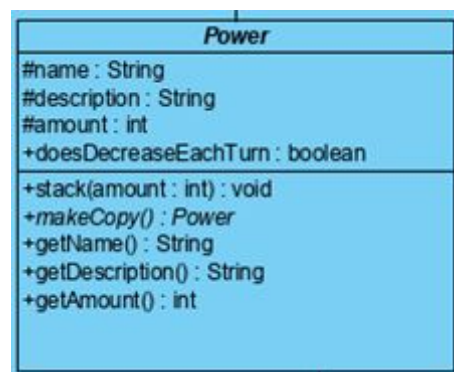 Power
#name : String
#description : String
#amount : int
+doesDecreaseEachTurn : boolean
+stack(amount : int) : void
+makeCopy() : Power
+getName() : String
+getDescription() : String
+getAmount() : int